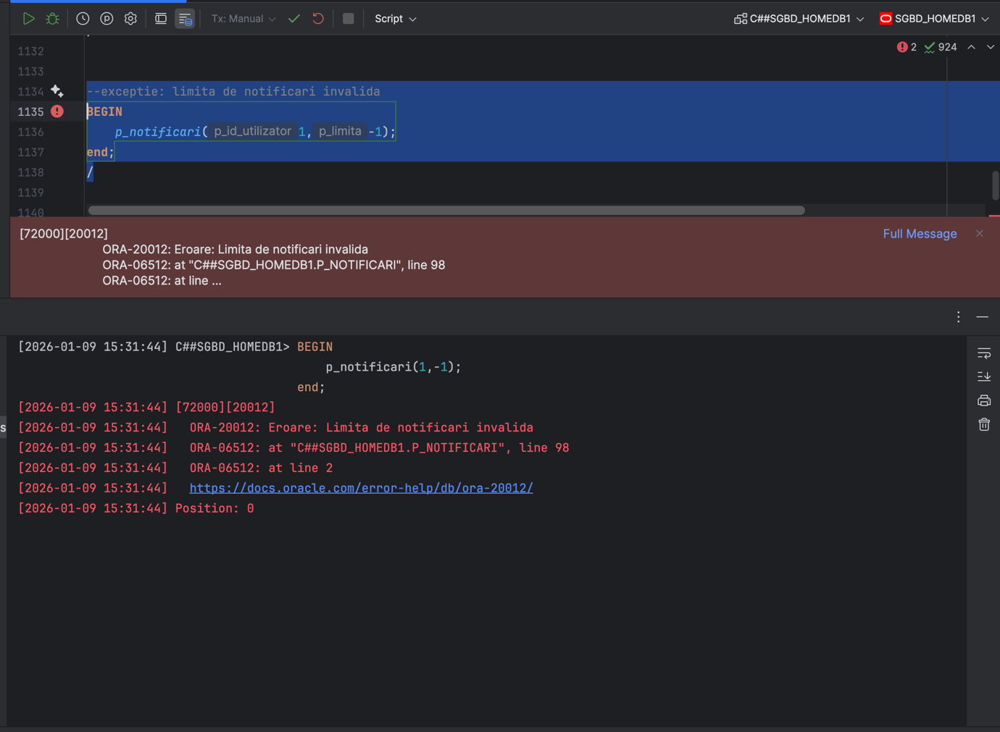 Tx: Manual Script C##SGBD_HOMEDB1 SGBD_HOMEDB1
2 924
1132
1133
1134 --exceptie: limita de notificari invalida
1135 BEGIN
1136 p_notificari( p_id_utilizator 1, p_limita -1);
1137 end;
1138 /
1139
1140
[72000][20012] Full Message
ORA-20012: Eroare: Limita de notificari invalida
ORA-06512: at "C##SGBD_HOMEDB1.P_NOTIFICARI", line 98
ORA-06512: at line ...
[2026-01-09 15:31:44] C##SGBD_HOMEDB1> BEGIN
p_notificari(1,-1);
end;
[2026-01-09 15:31:44] [72000][20012]
[2026-01-09 15:31:44] ORA-20012: Eroare: Limita de notificari invalida
[2026-01-09 15:31:44] ORA-06512: at "C##SGBD_HOMEDB1.P_NOTIFICARI", line 98
[2026-01-09 15:31:44] ORA-06512: at line 2
[2026-01-09 15:31:44] https://docs.oracle.com/error-help/db/ora-20012/
[2026-01-09 15:31:44] Position: 0
s